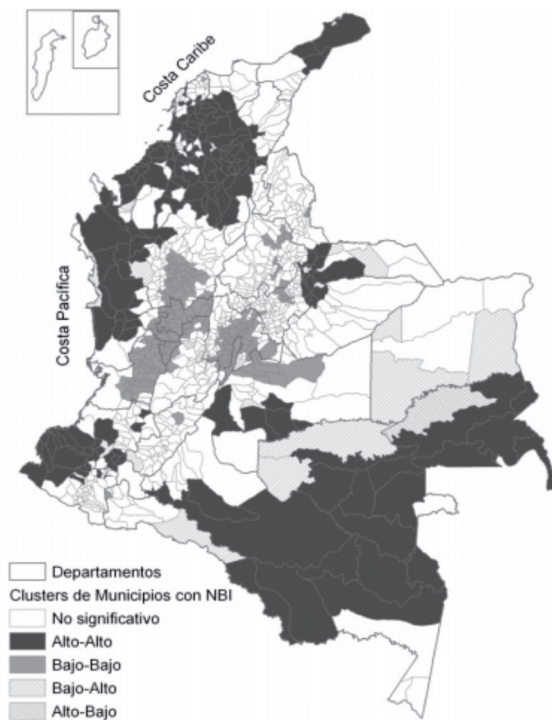 Costa Caribe
Costa Pacifica
Departamentos
Clusters de Municipios con NBI
No significativo
Alto-Alto
Bajo-Bajo
Bajo-Alto
Alto-Bajo